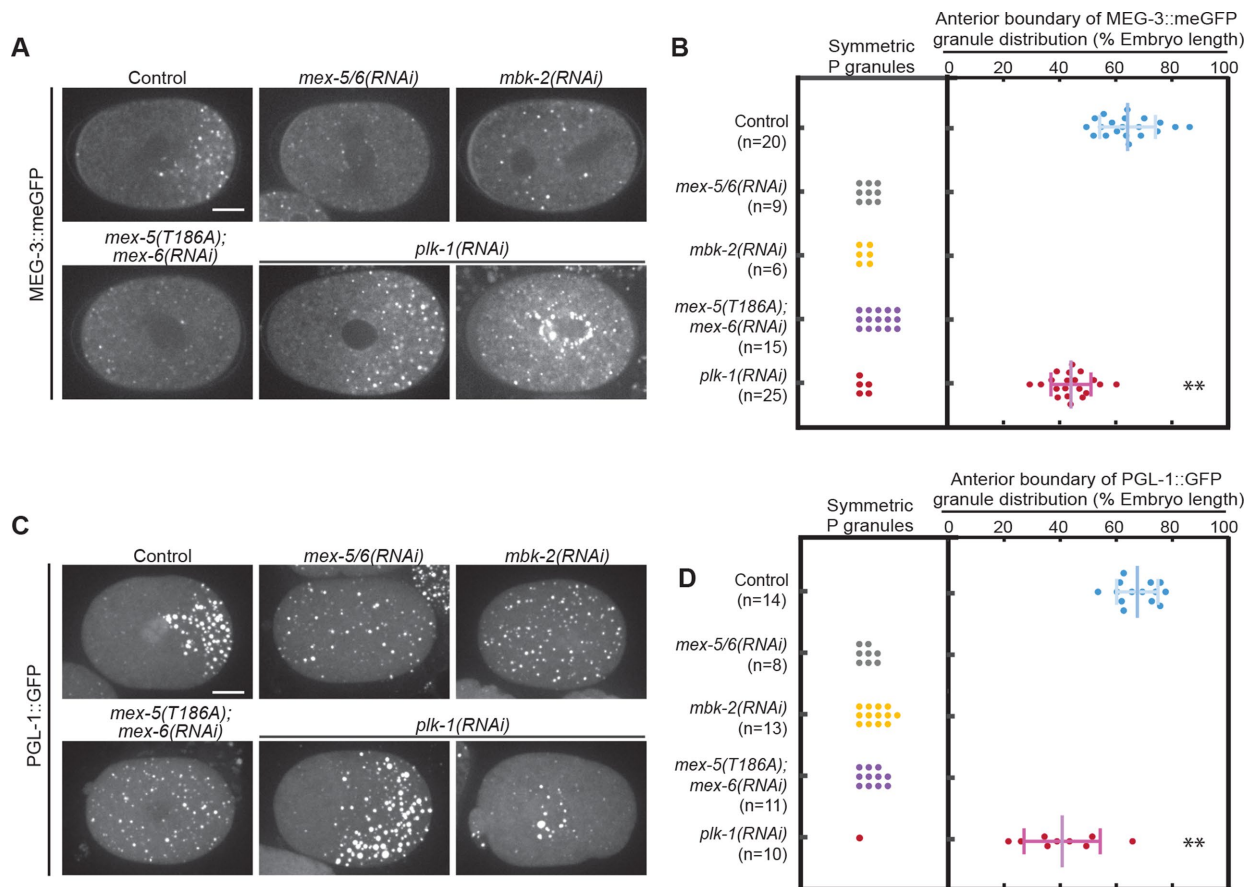 A
Control
mex-5/6(RNAi)
mbk-2(RNAi)
MEG-3::meGFP
mex-5(T186A);
mex-6(RNAi)
plk-1(RNAi)
B
Symmetric
P granules
Anterior boundary of MEG-3::meGFP
granule distribution (% Embryo length)
0 20 40 60 80 100
Control
(n=20)
mex-5/6(RNAi)
(n=9)
mbk-2(RNAi)
(n=6)
mex-5(T186A);
mex-6(RNAi)
(n=15)
plk-1(RNAi)
(n=25)
**
C
Control
mex-5/6(RNAi)
mbk-2(RNAi)
PGL-1::GFP
mex-5(T186A);
mex-6(RNAi)
plk-1(RNAi)
D
Symmetric
P granules
Anterior boundary of PGL-1::GFP
granule distribution (% Embryo length)
0 20 40 60 80 100
Control
(n=14)
mex-5/6(RNAi)
(n=8)
mbk-2(RNAi)
(n=13)
mex-5(T186A);
mex-6(RNAi)
(n=11)
plk-1(RNAi)
(n=10)
**